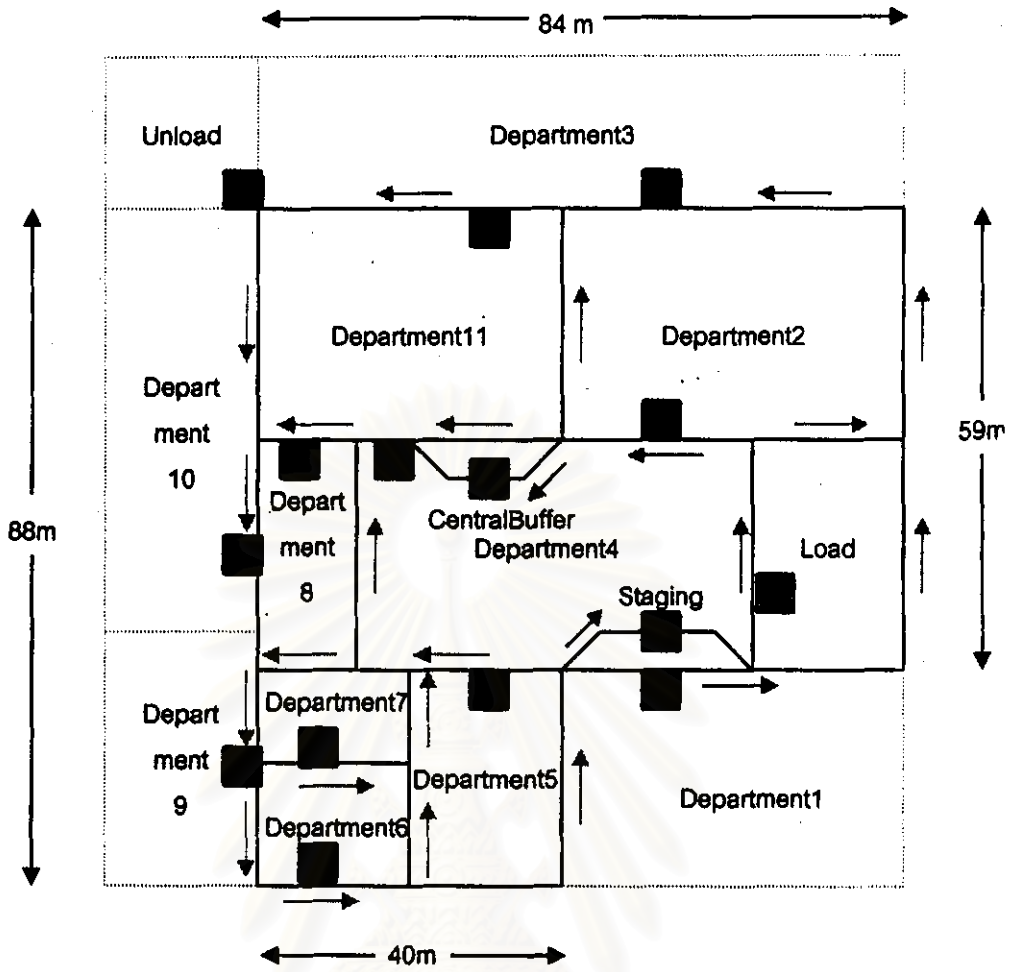 84 m
Unload
Department3
Department11
Department2
Depart
ment
10
59m
88m
Depart
ment
8
CentralBuffer
Department4
Load
Staging
Depart
ment
9
Department7
Department5
Department1
Department6
40m